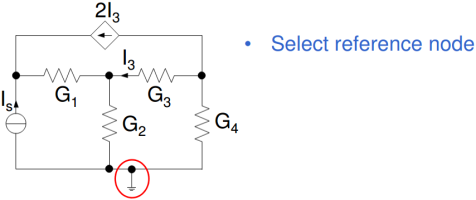 2I3
• Select reference node
I3
G1
G3
Is
G2
G4